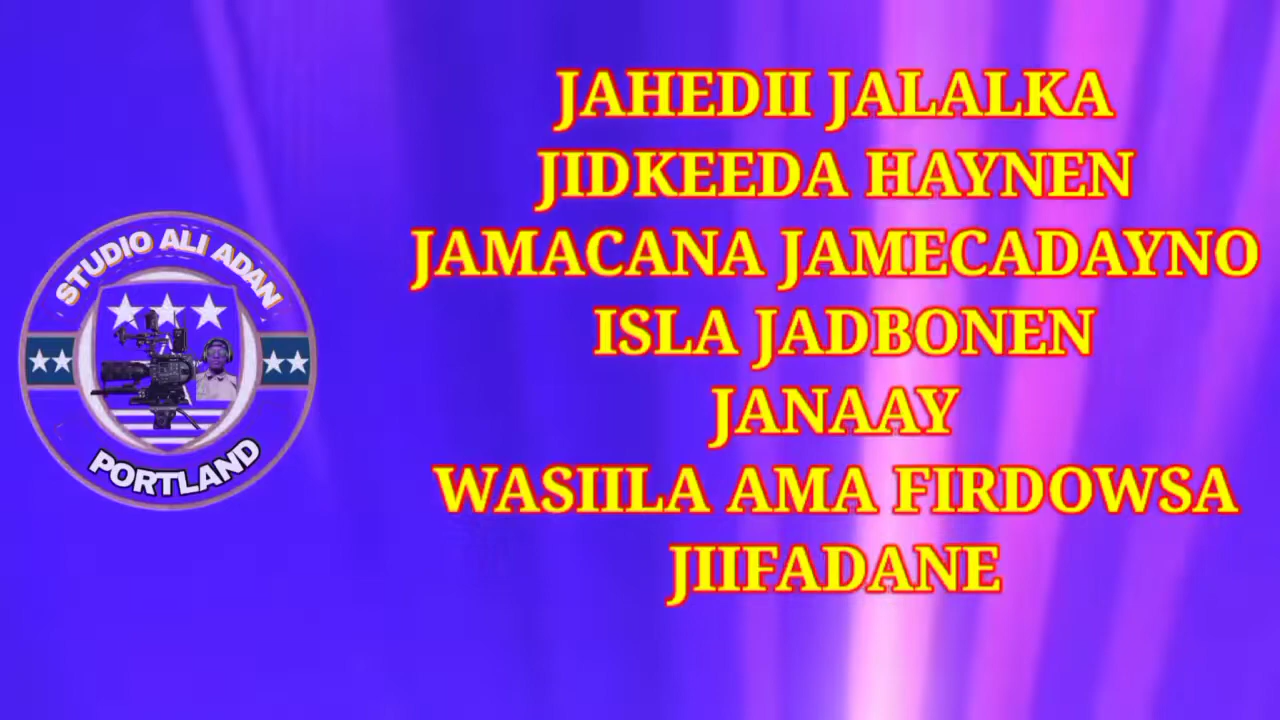 STUDIO ALI ADAN
PORTLAND
JAHEDII JALALKA
JIDKEEDA HAYNEN
JAMACANA JAMECADAYNO
ISLA JADBONEN
JANAAY
WASIILA AMA FIRDOWSA
JIIFADANE